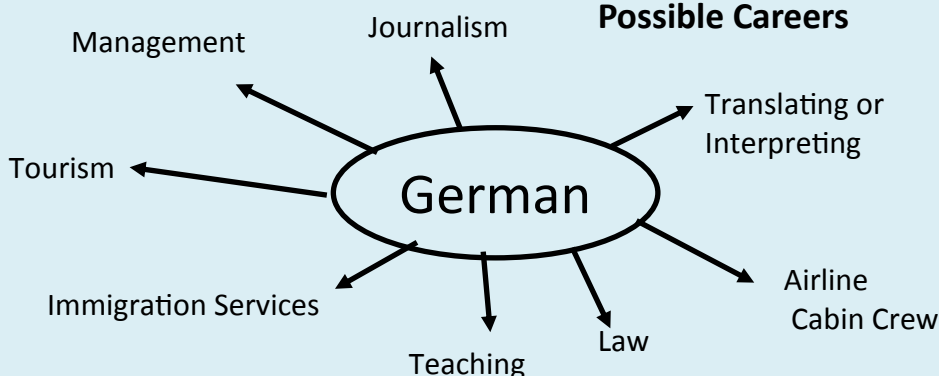 Possible Careers
Journalism
Management
Translating or
Interpreting
Tourism
German
Airline
Cabin Crew
Immigration Services
Law
Teaching